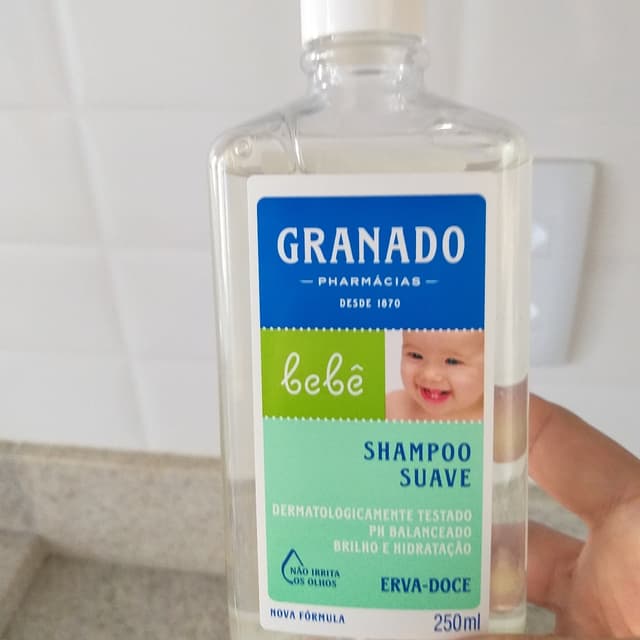 GRANADO
PHARMÁCIAS
DESDE 1870
bebê
SHAMPOO
SUAVE
DERMATOLOGICAMENTE TESTADO
PH BALANCEADO
BRILHO E HIDRATAÇÃO
NÃO IRRITA
OS OLHOS
ERVA-DOCE
NOVA FÓRMULA
250ml